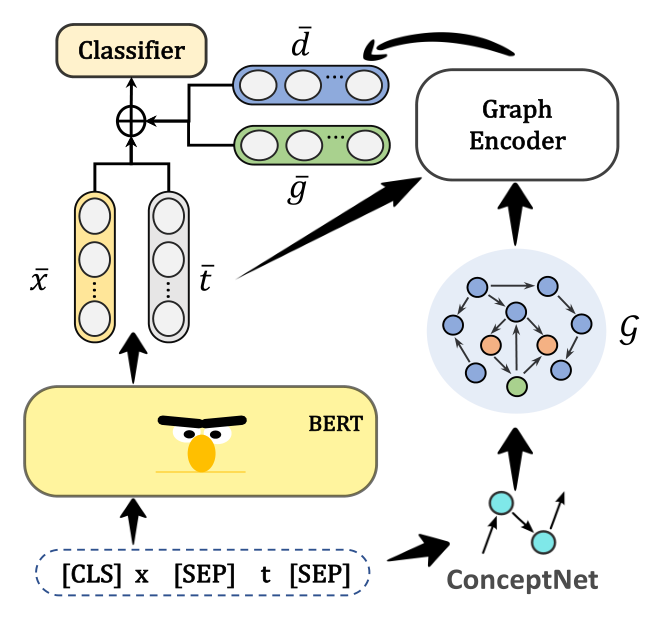 Classifier
d̄
Graph
Encoder
ḡ
x̄
t̄
𝒢
BERT
[CLS] x [SEP] t [SEP]
ConceptNet